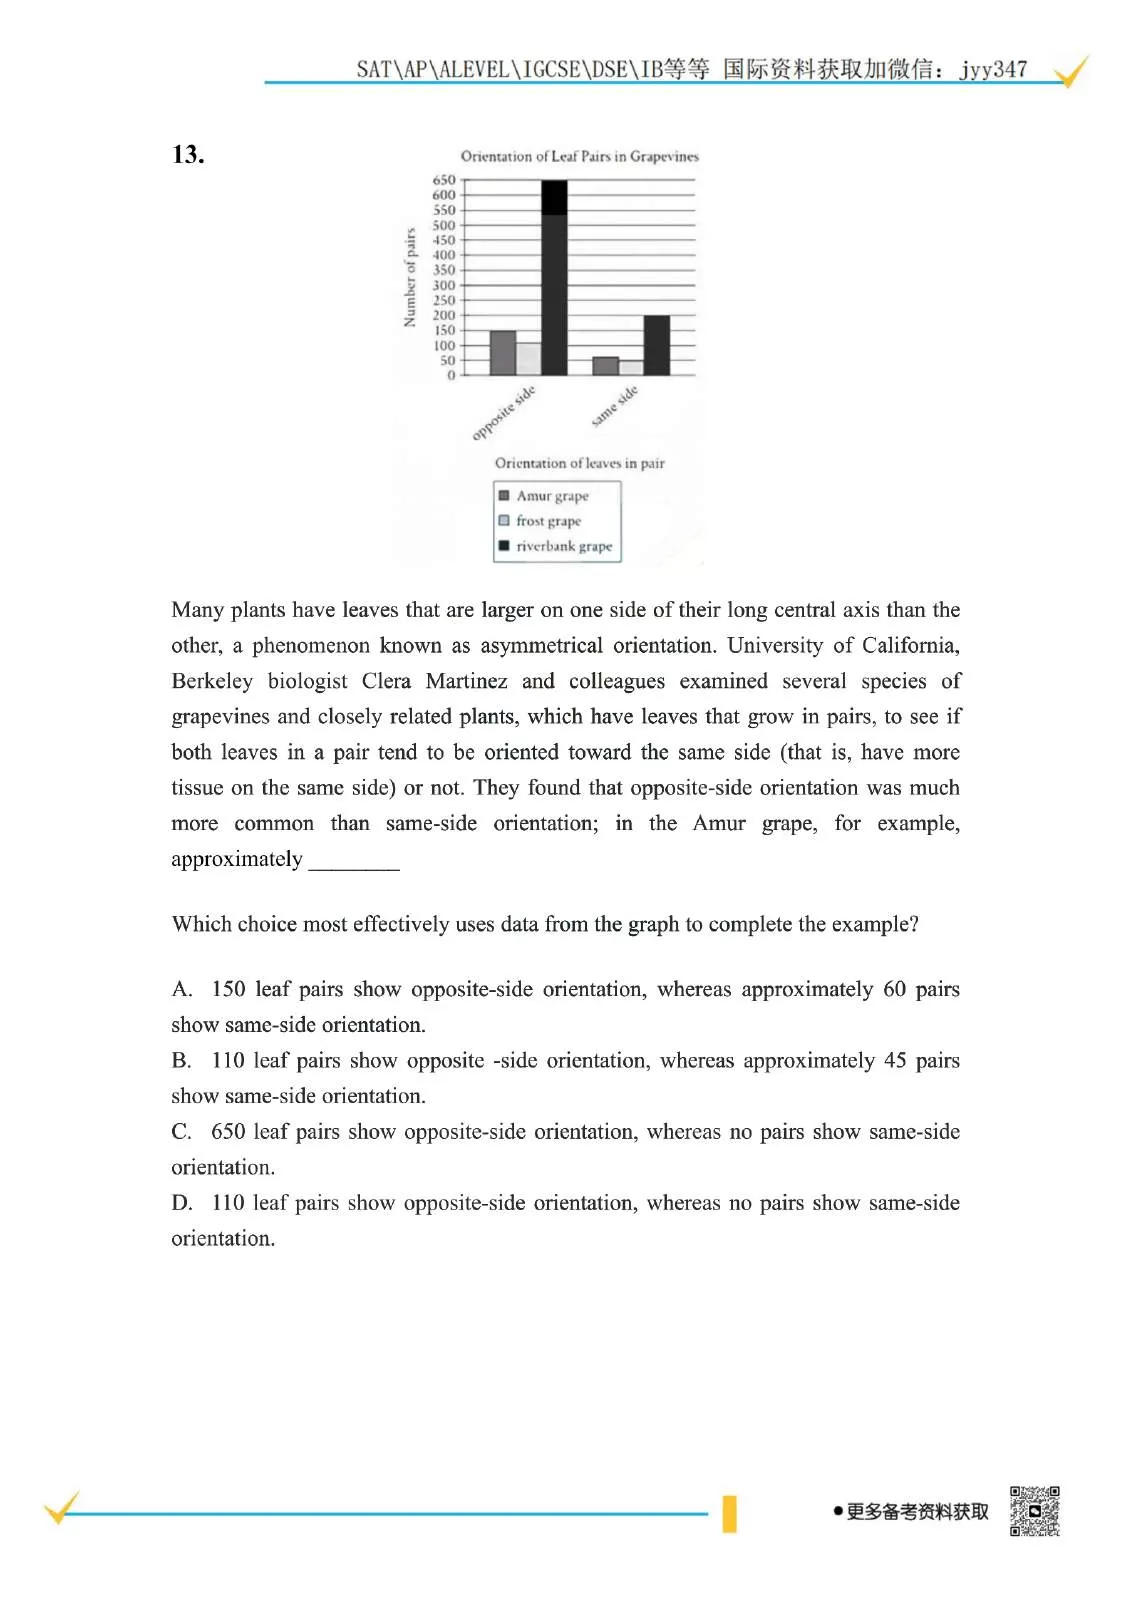 SAT\AP\ALEVEL\IGCSE\DSE\IB等等 国际资料获取加微信：jyy347
13.
Orientation of Leaf Pairs in Grapevines
650
600
550
500
450
400
350
300
250
200
150
100
50
0
Number of pairs
opposite side
same side
Orientation of leaves in pair
Amur grape
frost grape
riverbank grape
Many plants have leaves that are larger on one side of their long central axis than the
other, a phenomenon known as asymmetrical orientation. University of California,
Berkeley biologist Clera Martinez and colleagues examined several species of
grapevines and closely related plants, which have leaves that grow in pairs, to see if
both leaves in a pair tend to be oriented toward the same side (that is, have more
tissue on the same side) or not. They found that opposite-side orientation was much
more common than same-side orientation; in the Amur grape, for example,
approximately ________
Which choice most effectively uses data from the graph to complete the example?
A. 150 leaf pairs show opposite-side orientation, whereas approximately 60 pairs
show same-side orientation.
B. 110 leaf pairs show opposite -side orientation, whereas approximately 45 pairs
show same-side orientation.
C. 650 leaf pairs show opposite-side orientation, whereas no pairs show same-side
orientation.
D. 110 leaf pairs show opposite-side orientation, whereas no pairs show same-side
orientation.
●更多备考资料获取